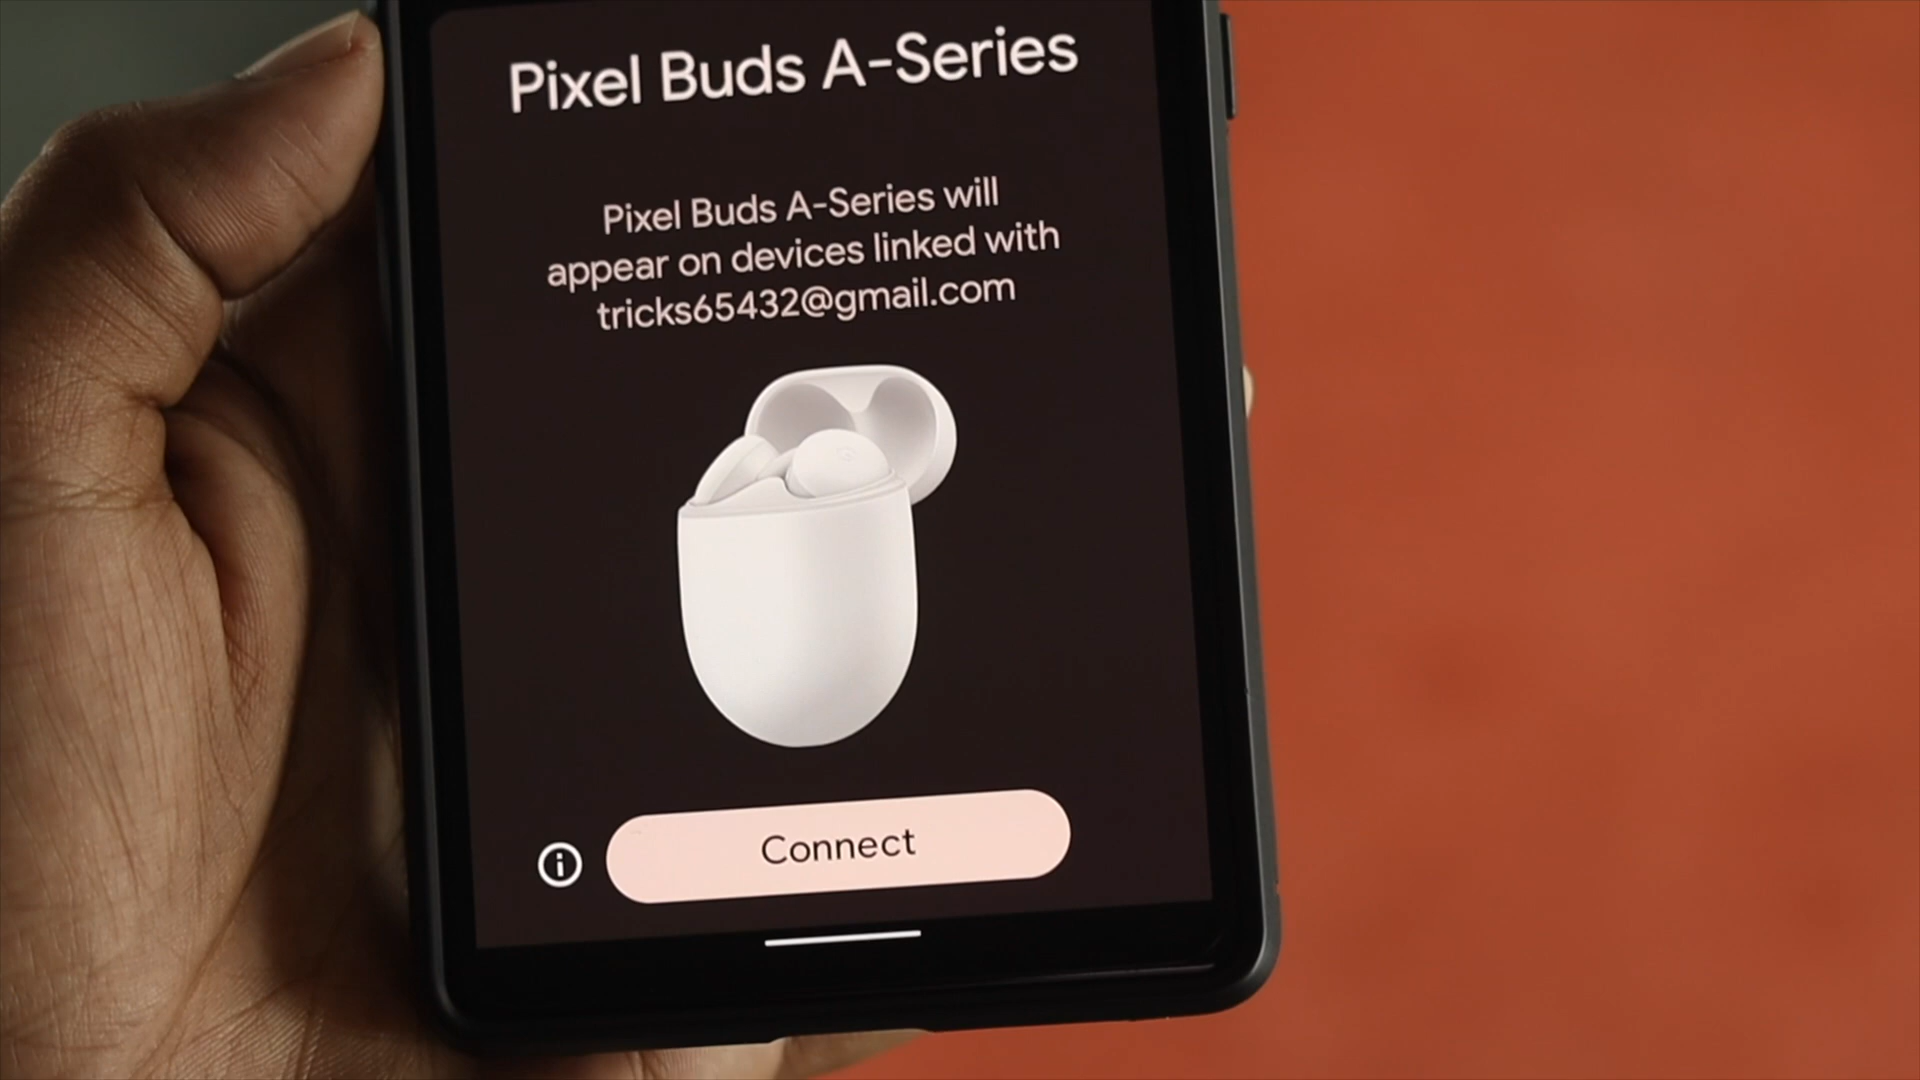 Pixel Buds A-Series
Pixel Buds A-Series will
appear on devices linked with
tricks65432@gmail.com
Connect